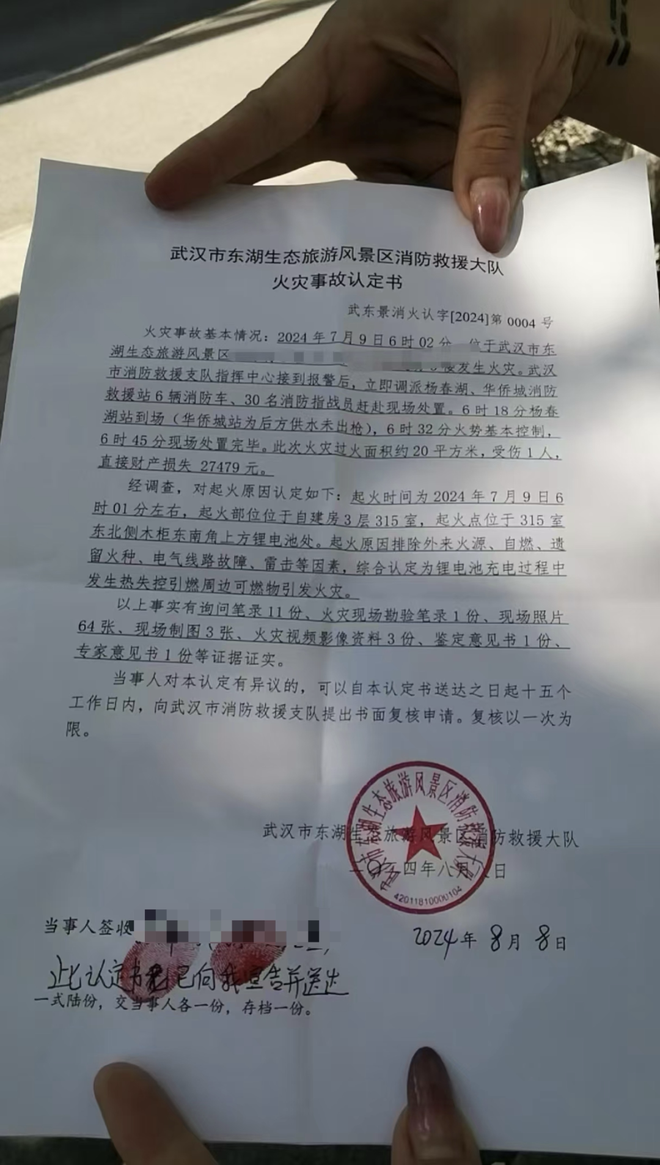 武汉市东湖生态旅游风景区消防救援大队
火灾事故认定书
武东景消火认字[2024]第 0004 号
火灾事故基本情况：2024 年 7 月 9 日 6 时 02 分 位于武汉市东
湖生态旅游风景区 发生火灾。武汉
市消防救援支队指挥中心接到报警后，立即调派杨春湖、华侨城消防
救援站 6 辆消防车、30 名消防指战员赶赴现场处置。6 时 18 分杨春
湖站到场（华侨城站为后方供水未出枪），6 时 32 分火势基本控制，
6 时 45 分现场处置完毕。此次火灾过火面积约 20 平方米，受伤 1 人，
直接财产损失 27479 元。
经调查，对起火原因认定如下：起火时间为 2024 年 7 月 9 日 6
时 01 分左右，起火部位位于自建房 3 层 315 室，起火点位于 315 室
东北侧木柜东南角上方锂电池处。起火原因排除外来火源、自燃、遗
留火种、电气线路故障、雷击等因素，综合认定为锂电池充电过程中
发生热失控引燃周边可燃物引发火灾。
以上事实有询问笔录 11 份、火灾现场勘验笔录 1 份、现场照片
64 张、现场制图 3 张、火灾视频影像资料 3 份、鉴定意见书 1 份、
专家意见书 1 份等证据证实。
当事人对本认定有异议的，可以自本认定书送达之日起十五个
工作日内，向武汉市消防救援支队提出书面复核申请。复核以一次为
限。
武汉市东湖生态旅游风景区消防救援大队
二〇二四年八月八日
武汉市东湖生态旅游风景区消防救援大队
42011810000104
当事人签收
2024 年 8 月 8 日
此认定书 已向我宣告并送达
一式陆份，交当事人各一份，存档一份。